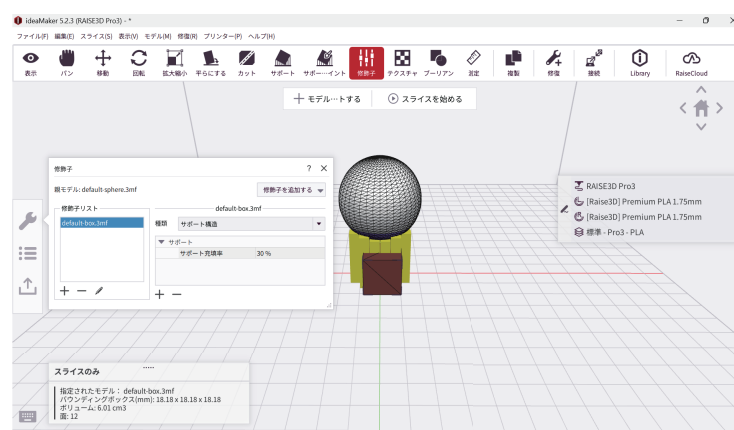 ideaMaker 5.2.3 (RAISE3D Pro3) - *
ファイル(F) 編集(E) スライス(S) 表示(V) モデル(M) 修復(R) プリンター(P) ヘルプ(H)
表示 パン 移動 回転 拡大縮小 平らにする カット サポート サポー…イント 修飾子 テクスチャ ブーリアン 測定 複製 修復 接続 Library RaiseCloud
モデル…トする スライスを始める
修飾子 ? ×
親モデル: default-sphere.3mf 修飾子を追加する
修飾子リスト default-box.3mf
default-box.3mf 種類 サポート構造
サポート
サポート充填率 30 %
RAISE3D Pro3
[Raise3D] Premium PLA 1.75mm
[Raise3D] Premium PLA 1.75mm
標準 - Pro3 - PLA
スライスのみ
指定されたモデル： default-box.3mf
バウンディングボックス(mm): 18.18 x 18.18 x 18.18
ボリューム: 6.01 cm3
面: 12